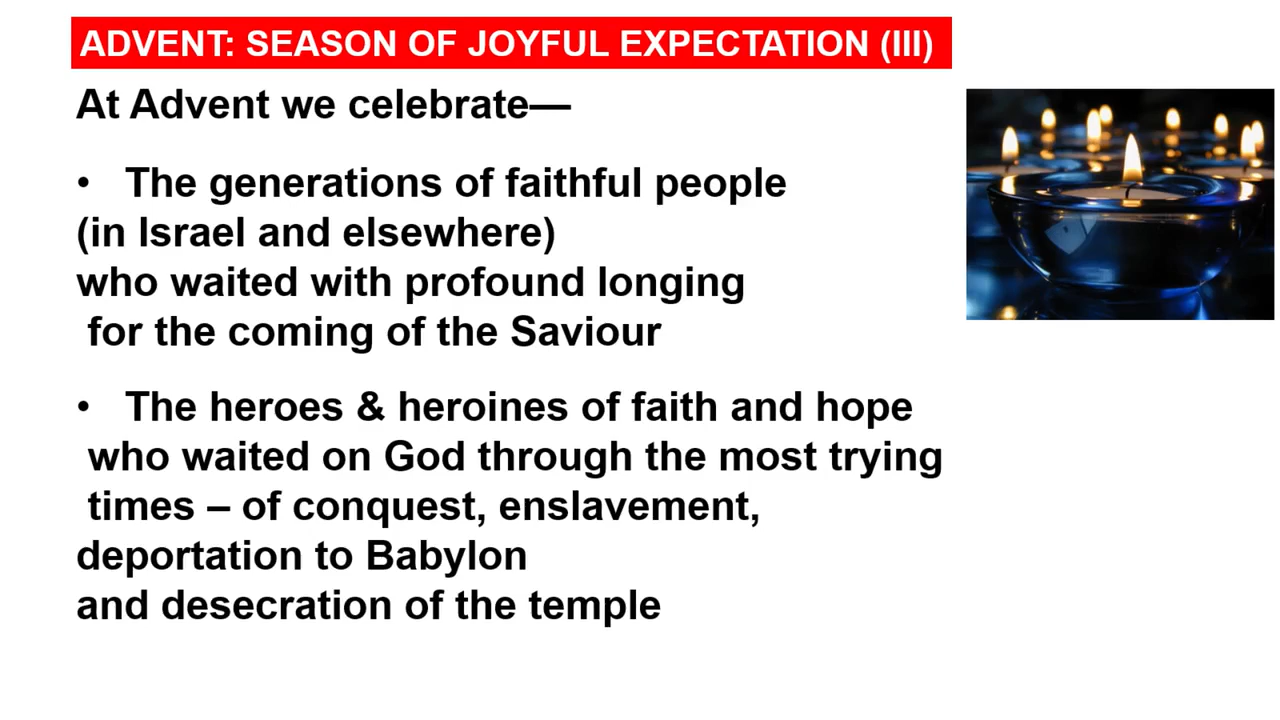 ADVENT: SEASON OF JOYFUL EXPECTATION (III)
At Advent we celebrate—
• The generations of faithful people
(in Israel and elsewhere)
who waited with profound longing
for the coming of the Saviour
• The heroes & heroines of faith and hope
who waited on God through the most trying
times – of conquest, enslavement,
deportation to Babylon
and desecration of the temple